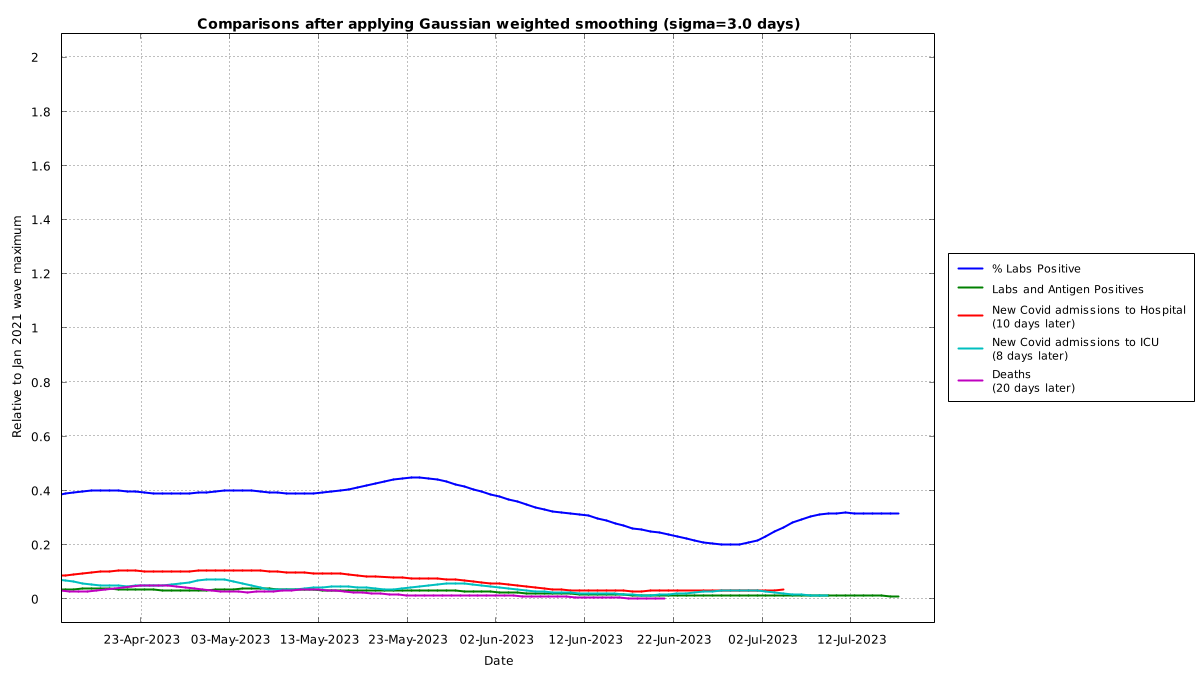 Comparisons after applying Gaussian weighted smoothing (sigma=3.0 days)
Relative to Jan 2021 wave maximum
2
1.8
1.6
1.4
1.2
1
0.8
0.6
0.4
0.2
0
23-Apr-2023 03-May-2023 13-May-2023 23-May-2023 02-Jun-2023 12-Jun-2023 22-Jun-2023 02-Jul-2023 12-Jul-2023
Date
% Labs Positive
Labs and Antigen Positives
New Covid admissions to Hospital
(10 days later)
New Covid admissions to ICU
(8 days later)
Deaths
(20 days later)